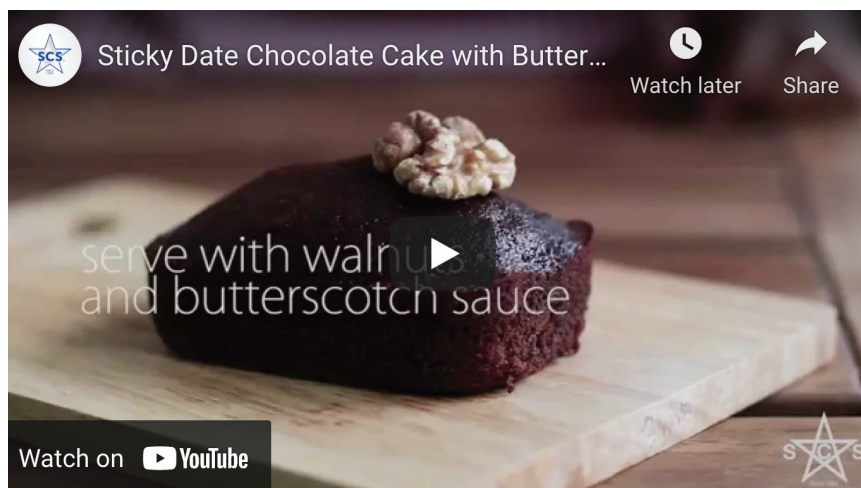 SCS
Sticky Date Chocolate Cake with Butter...
Watch later
Share
serve with walnuts
and butterscotch sauce
Watch on YouTube
SCS